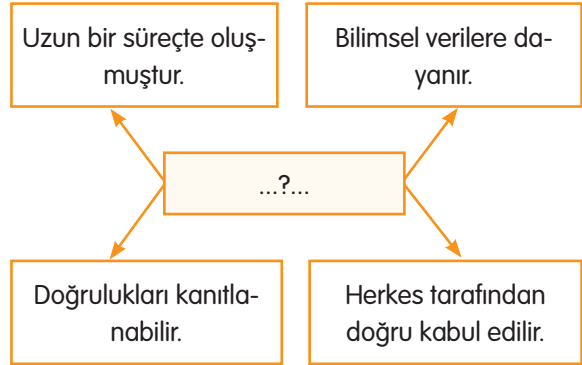 Uzun bir süreçte oluş-
muştur.
Bilimsel verilere da-
yanır.
...?...
Doğrulukları kanıtla-
nabilir.
Herkes tarafından
doğru kabul edilir.